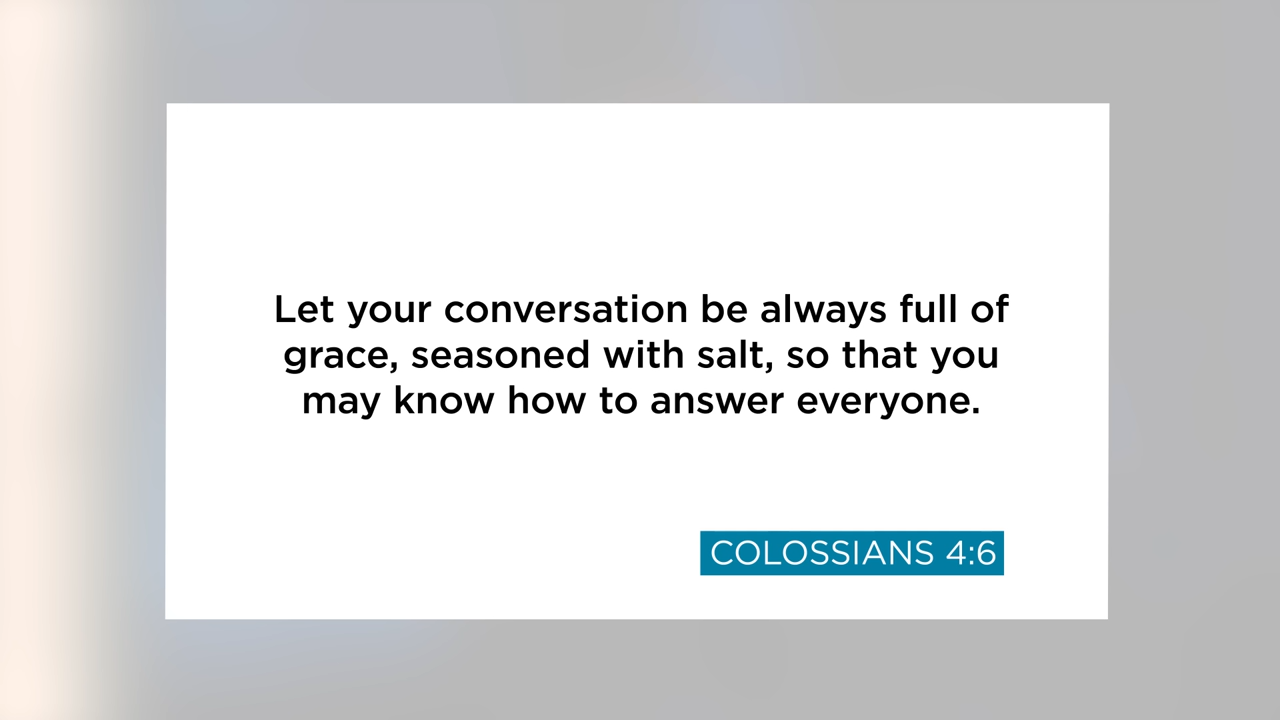 Let your conversation be always full of
grace, seasoned with salt, so that you
may know how to answer everyone.
COLOSSIANS 4:6